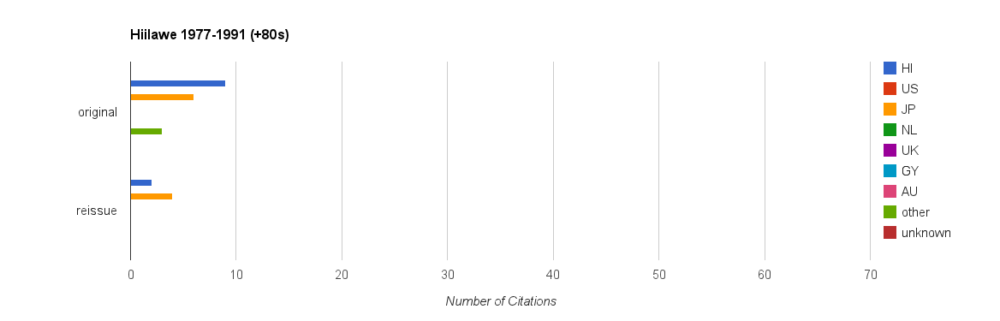 Hiilawe 1977-1991 (+80s)
original
reissue
0 10 20 30 40 50 60 70
Number of Citations
HI
US
JP
NL
UK
GY
AU
other
unknown